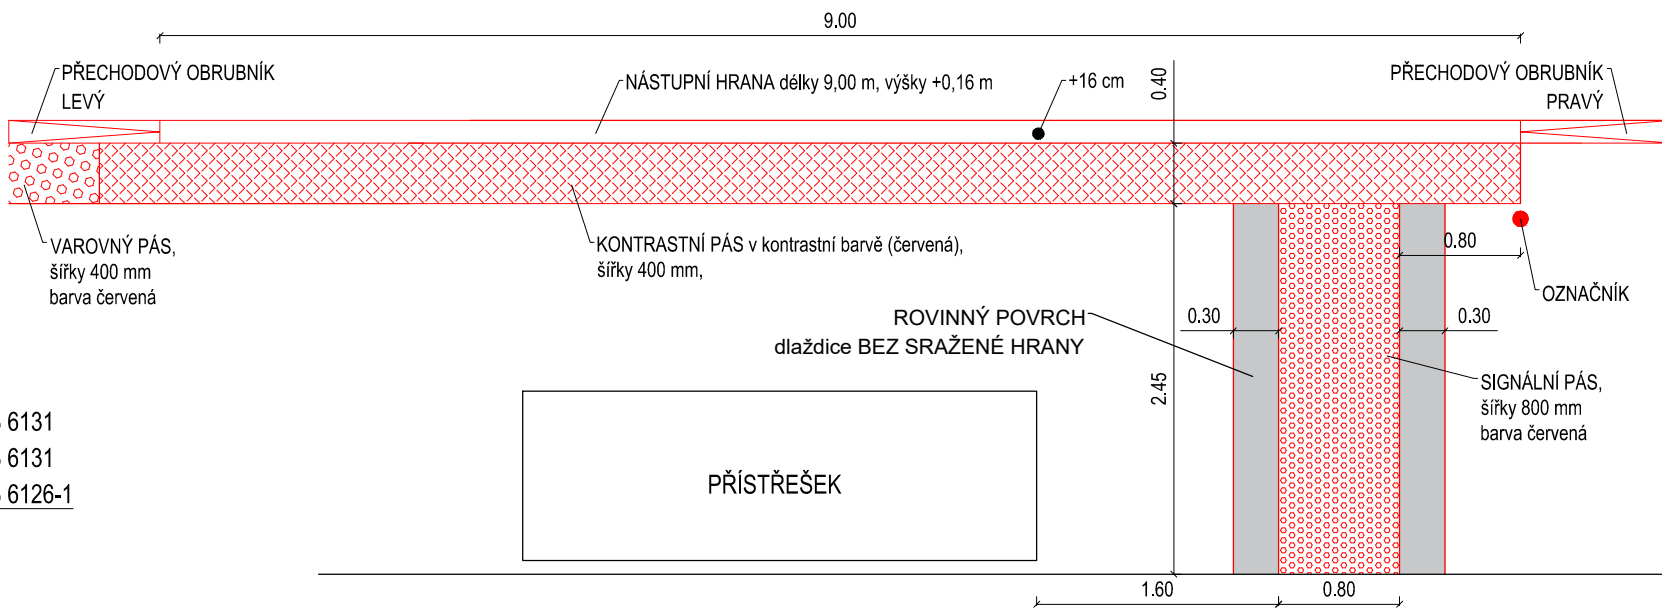 9.00
PŘECHODOVÝ OBRUBNÍK
LEVÝ
NÁSTUPNÍ HRANA délky 9,00 m, výšky +0,16 m
+16 cm
0.40
PŘECHODOVÝ OBRUBNÍK
PRAVÝ
VAROVNÝ PÁS,
šířky 400 mm
barva červená
KONTRASTNÍ PÁS v kontrastní barvě (červená),
šířky 400 mm,
0.80
OZNAČNÍK
ROVINNÝ POVRCH
dlaždice BEZ SRAŽENÉ HRANY
0.30
0.30
2.45
SIGNÁLNÍ PÁS,
šířky 800 mm
barva červená
6131
6131
6126-1
PŘÍSTŘEŠEK
1.60
0.80